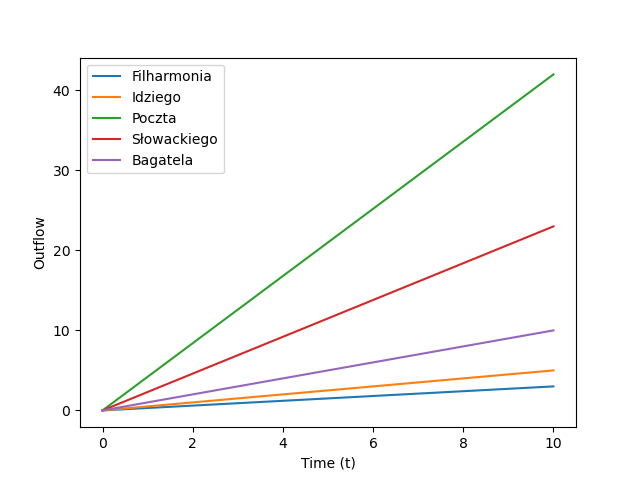 Filharmonia
Idziego
Poczta
Słowackiego
Bagatela
Outflow
40
30
20
10
0
0 2 4 6 8 10
Time (t)